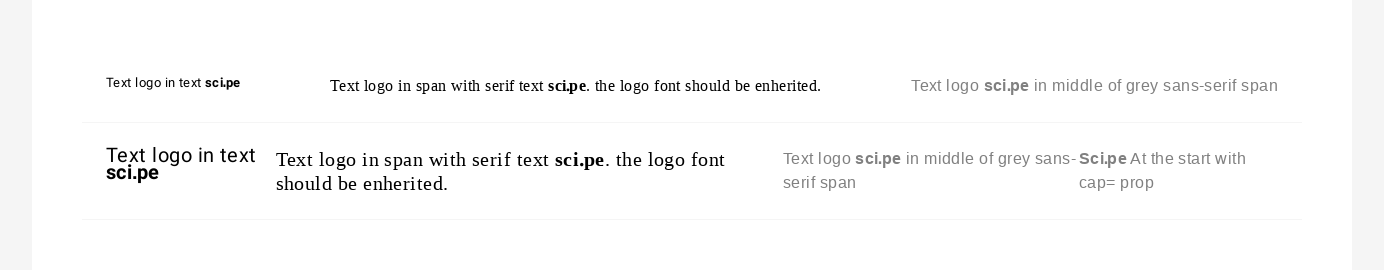 Text logo in text sci.pe
Text logo in span with serif text sci.pe. the logo font should be enherited.
Text logo sci.pe in middle of grey sans-serif span
Text logo in text
sci.pe
Text logo in span with serif text sci.pe. the logo font
should be enherited.
Text logo sci.pe in middle of grey sans-
serif span
Sci.pe At the start with
cap= prop